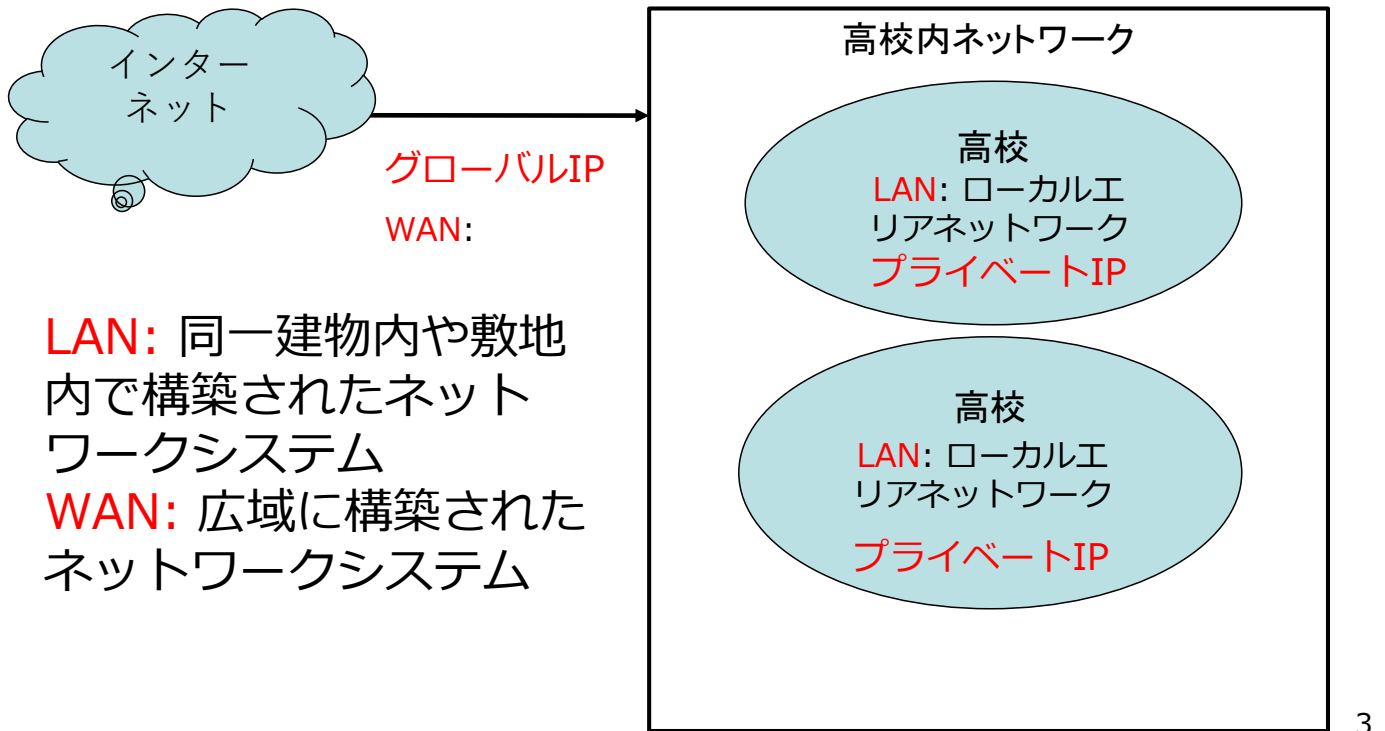 インター
ネット
グローバルIP
WAN:
LAN: 同一建物内や敷地
内で構築されたネット
ワークシステム
WAN: 広域に構築された
ネットワークシステム
高校内ネットワーク
高校
LAN: ローカルエ
リアネットワーク
プライベートIP
高校
LAN: ローカルエ
リアネットワーク
プライベートIP
3